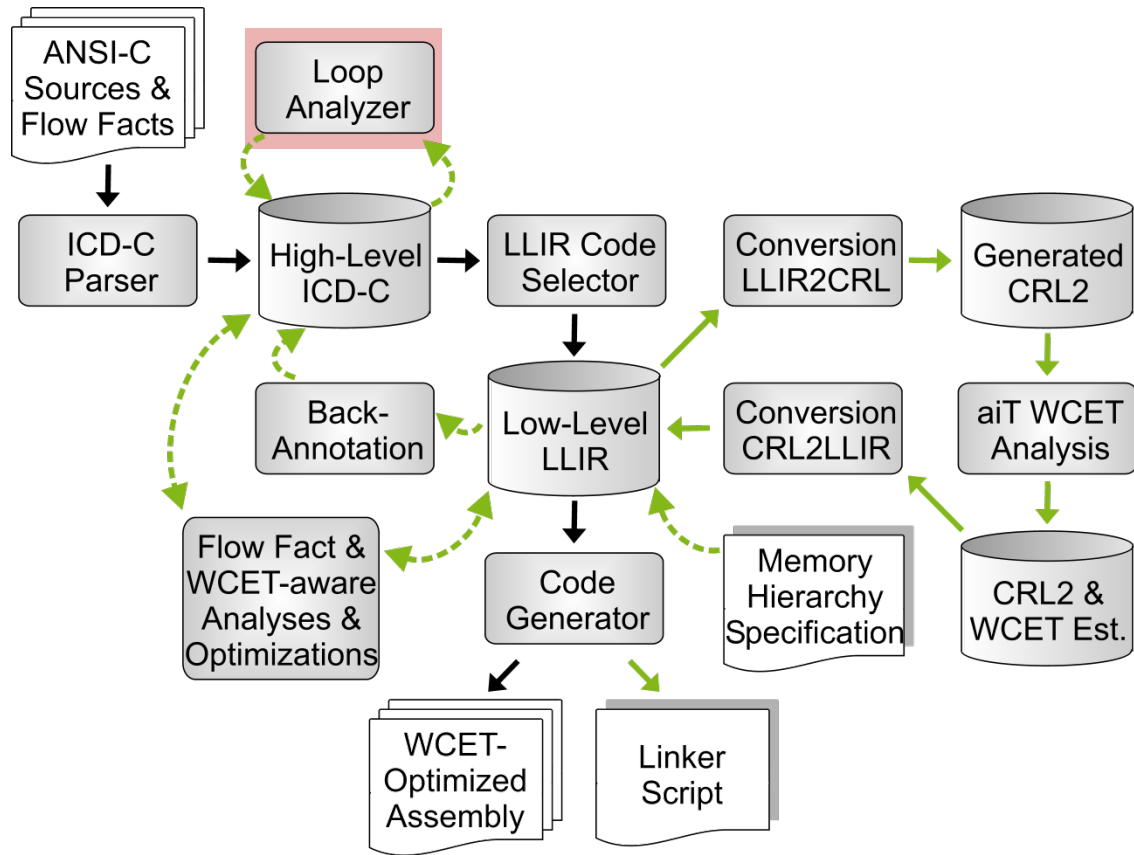 ANSI-C
Sources &
Flow Facts
Loop
Analyzer
ICD-C
Parser
High-Level
ICD-C
LLIR Code
Selector
Conversion
LLIR2CRL
Generated
CRL2
Back-
Annotation
Low-Level
LLIR
Conversion
CRL2LLIR
aiT WCET
Analysis
Flow Fact &
WCET-aware
Analyses &
Optimizations
Code
Generator
Memory
Hierarchy
Specification
CRL2 &
WCET Est.
WCET-
Optimized
Assembly
Linker
Script